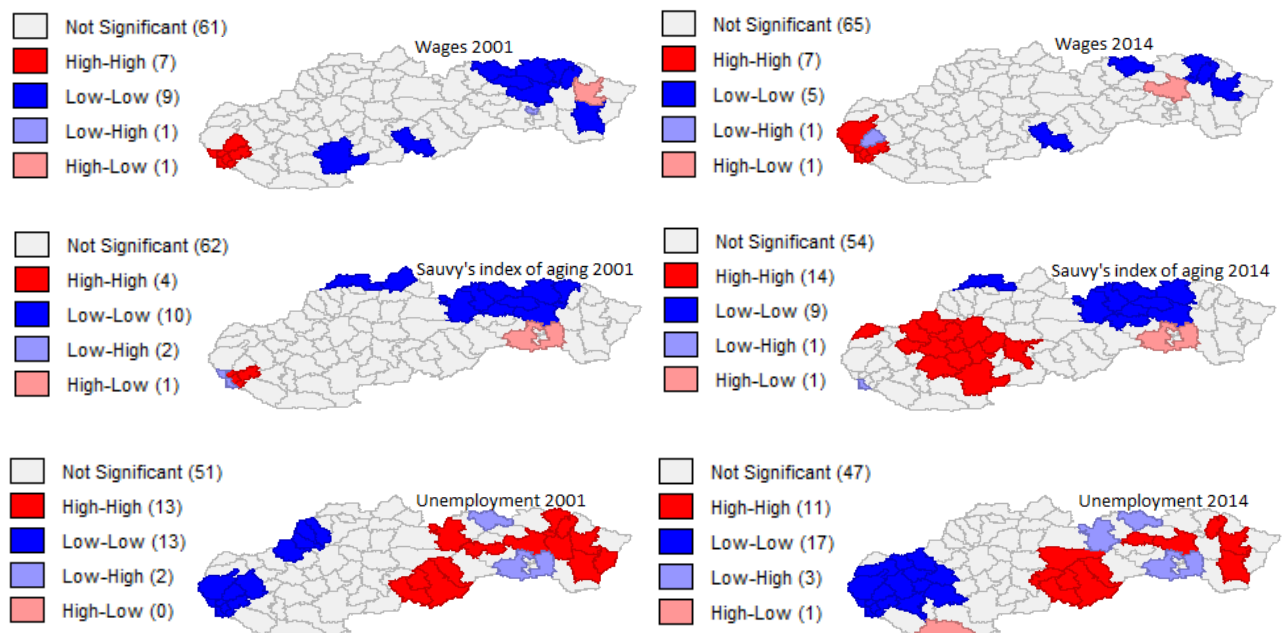 Not Significant (61)
High-High (7)
Low-Low (9)
Low-High (1)
High-Low (1)
Wages 2001
Not Significant (65)
High-High (7)
Low-Low (5)
Low-High (1)
High-Low (1)
Wages 2014
Not Significant (62)
High-High (4)
Low-Low (10)
Low-High (2)
High-Low (1)
Sauvy's index of aging 2001
Not Significant (54)
High-High (14)
Low-Low (9)
Low-High (1)
High-Low (1)
Sauvy's index of aging 2014
Not Significant (51)
High-High (13)
Low-Low (13)
Low-High (2)
High-Low (0)
Unemployment 2001
Not Significant (47)
High-High (11)
Low-Low (17)
Low-High (3)
High-Low (1)
Unemployment 2014